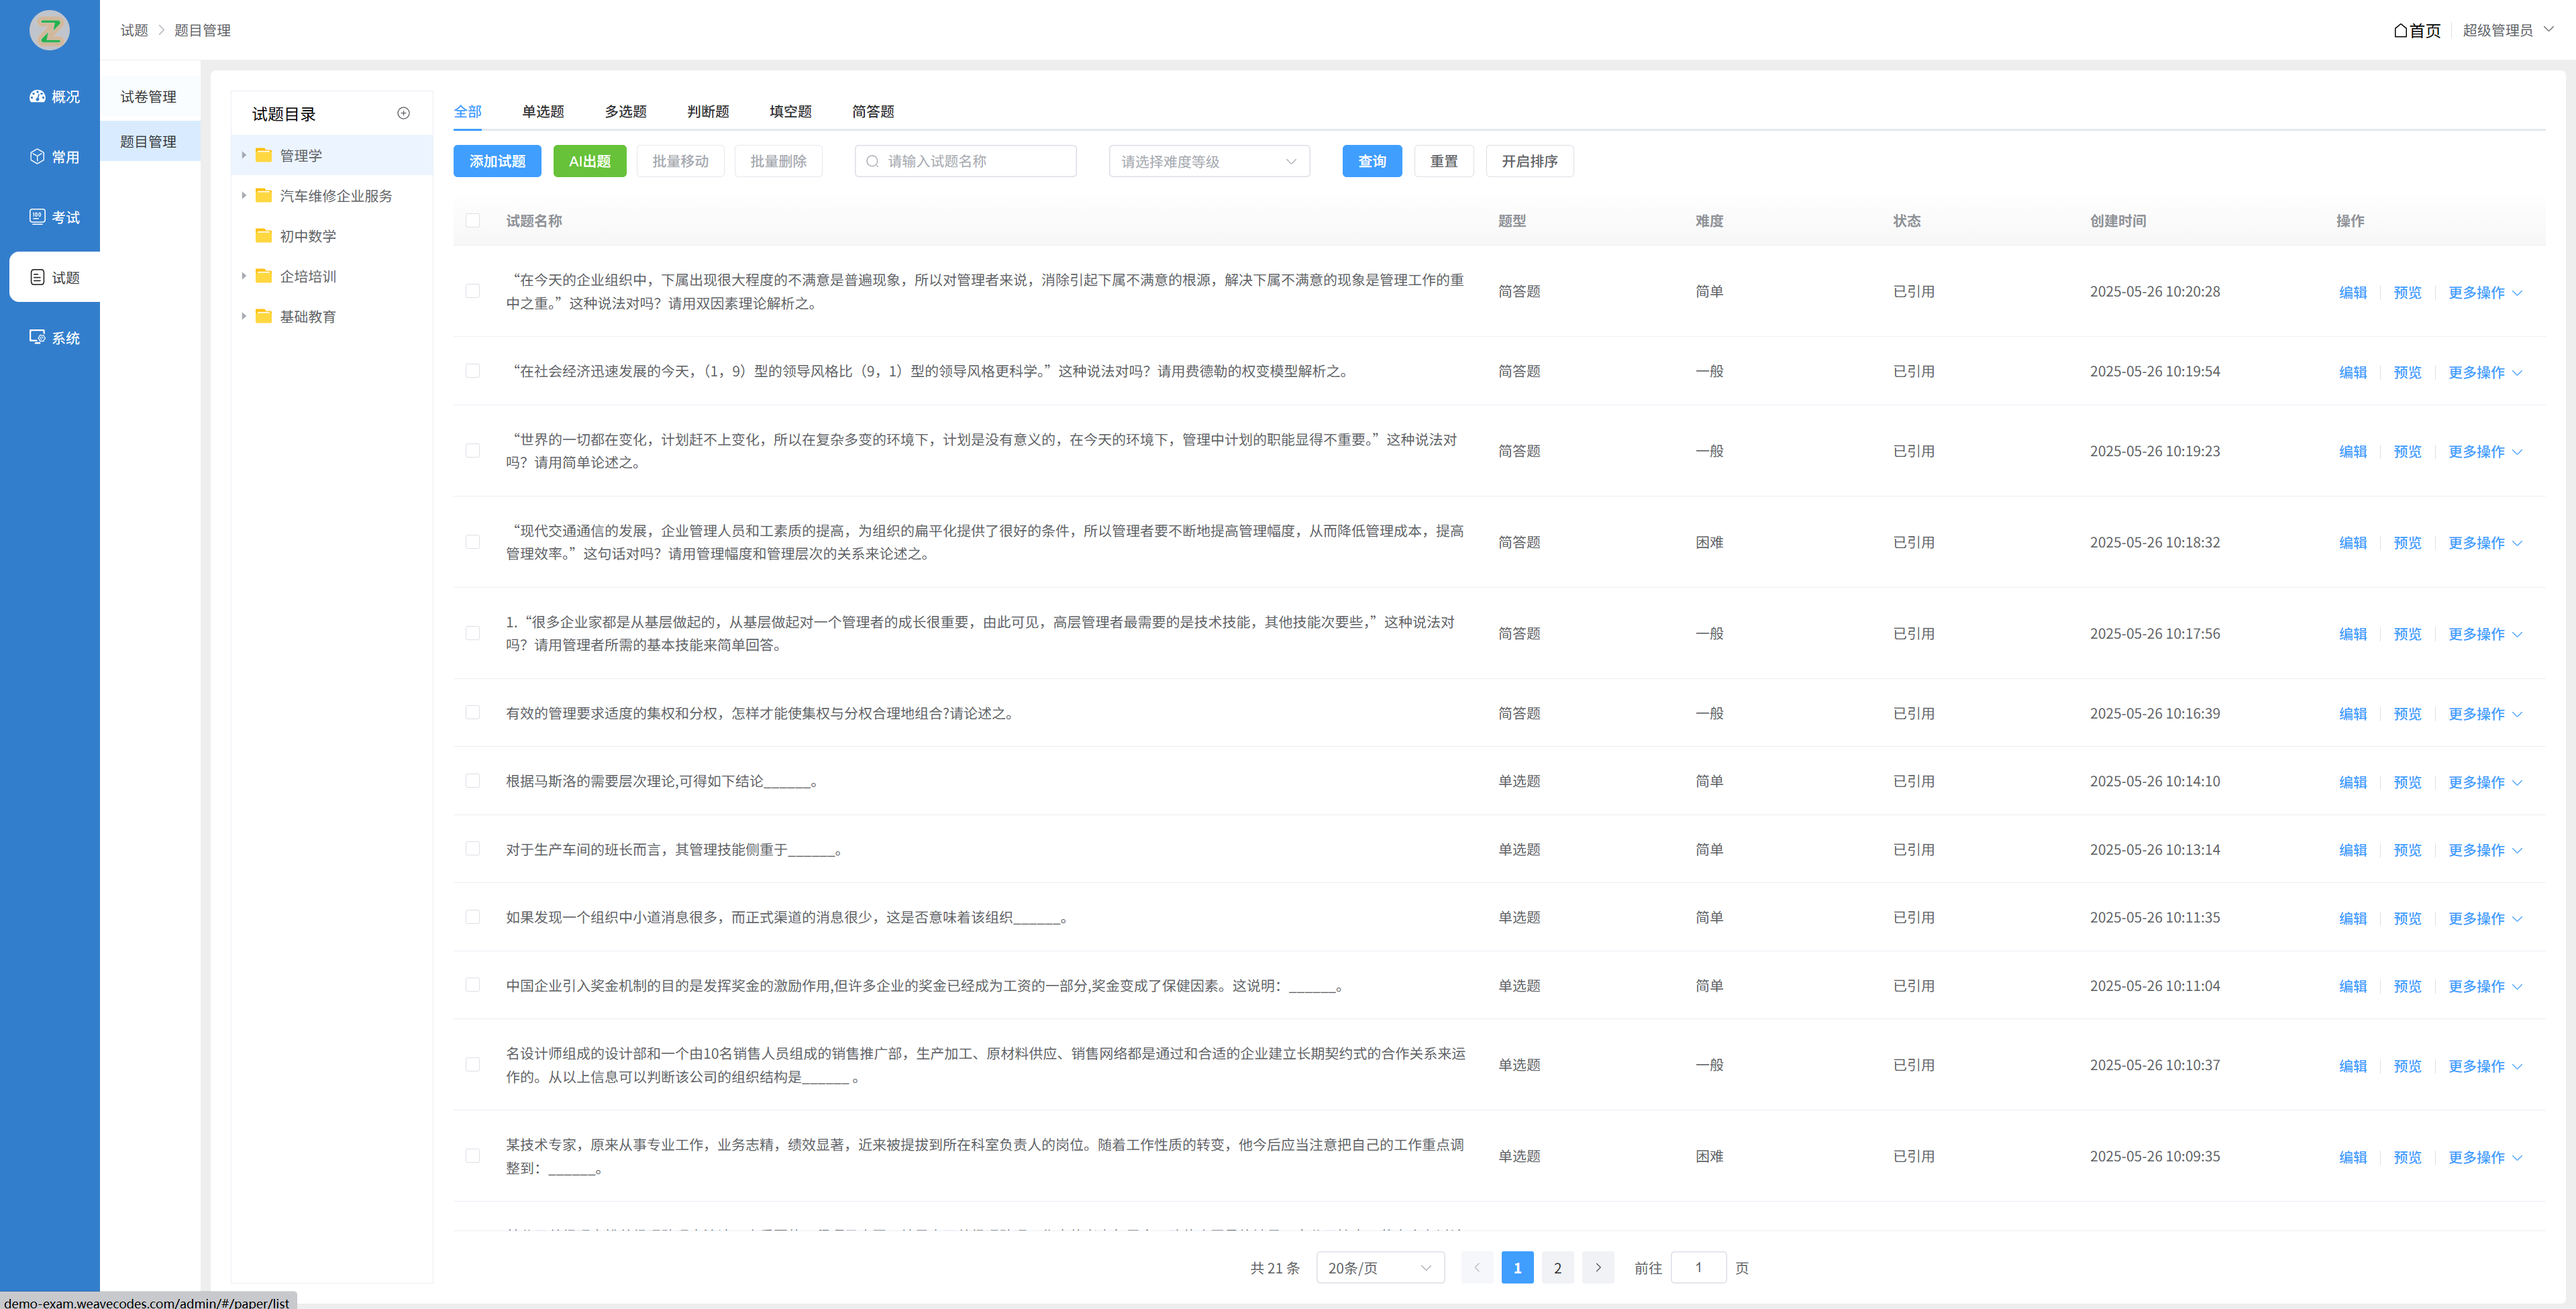 试题 > 题目管理
首页 超级管理员
概况
常用
考试
试题
系统
试卷管理
题目管理
试题目录
管理学
汽车维修企业服务
初中数学
企培培训
基础教育
全部 单选题 多选题 判断题 填空题 简答题
添加试题 AI出题 批量移动 批量删除 请输入试题名称 请选择难度等级 查询 重置 开启排序
试题名称 题型 难度 状态 创建时间 操作
“在今天的企业组织中，下属出现很大程度的不满意是普遍现象，所以对管理者来说，消除引起下属不满意的根源，解决下属不满意的现象是管理工作的重
中之重。”这种说法对吗？请用双因素理论解析之。
简答题 简单 已引用 2025-05-26 10:20:28 编辑 预览 更多操作
“在社会经济迅速发展的今天，（1，9）型的领导风格比（9，1）型的领导风格更科学。”这种说法对吗？请用费德勒的权变模型解析之。
简答题 一般 已引用 2025-05-26 10:19:54 编辑 预览 更多操作
“世界的一切都在变化，计划赶不上变化，所以在复杂多变的环境下，计划是没有意义的，在今天的环境下，管理中计划的职能显得不重要。”这种说法对
吗？请用简单论述之。
简答题 一般 已引用 2025-05-26 10:19:23 编辑 预览 更多操作
“现代交通通信的发展，企业管理人员和工素质的提高，为组织的扁平化提供了很好的条件，所以管理者要不断地提高管理幅度，从而降低管理成本，提高
管理效率。”这句话对吗？请用管理幅度和管理层次的关系来论述之。
简答题 困难 已引用 2025-05-26 10:18:32 编辑 预览 更多操作
1.“很多企业家都是从基层做起的，从基层做起对一个管理者的成长很重要，由此可见，高层管理者最需要的是技术技能，其他技能次要些，”这种说法对
吗？请用管理者所需的基本技能来简单回答。
简答题 一般 已引用 2025-05-26 10:17:56 编辑 预览 更多操作
有效的管理要求适度的集权和分权，怎样才能使集权与分权合理地组合?请论述之。
简答题 一般 已引用 2025-05-26 10:16:39 编辑 预览 更多操作
根据马斯洛的需要层次理论,可得如下结论______。
单选题 简单 已引用 2025-05-26 10:14:10 编辑 预览 更多操作
对于生产车间的班长而言，其管理技能侧重于______。
单选题 简单 已引用 2025-05-26 10:13:14 编辑 预览 更多操作
如果发现一个组织中小道消息很多，而正式渠道的消息很少，这是否意味着该组织______。
单选题 简单 已引用 2025-05-26 10:11:35 编辑 预览 更多操作
中国企业引入奖金机制的目的是发挥奖金的激励作用,但许多企业的奖金已经成为工资的一部分,奖金变成了保健因素。这说明：______。
单选题 简单 已引用 2025-05-26 10:11:04 编辑 预览 更多操作
名设计师组成的设计部和一个由10名销售人员组成的销售推广部，生产加工、原材料供应、销售网络都是通过和合适的企业建立长期契约式的合作关系来运
作的。从以上信息可以判断该公司的组织结构是______ 。
单选题 一般 已引用 2025-05-26 10:10:37 编辑 预览 更多操作
某技术专家，原来从事专业工作，业务志精，绩效显著，近来被提拔到所在科室负责人的岗位。随着工作性质的转变，他今后应当注意把自己的工作重点调
整到：______。
单选题 困难 已引用 2025-05-26 10:09:35 编辑 预览 更多操作
共 21 条 20条/页 1 2 前往 1 页
demo-exam.weavecodes.com/admin/#/paper/list